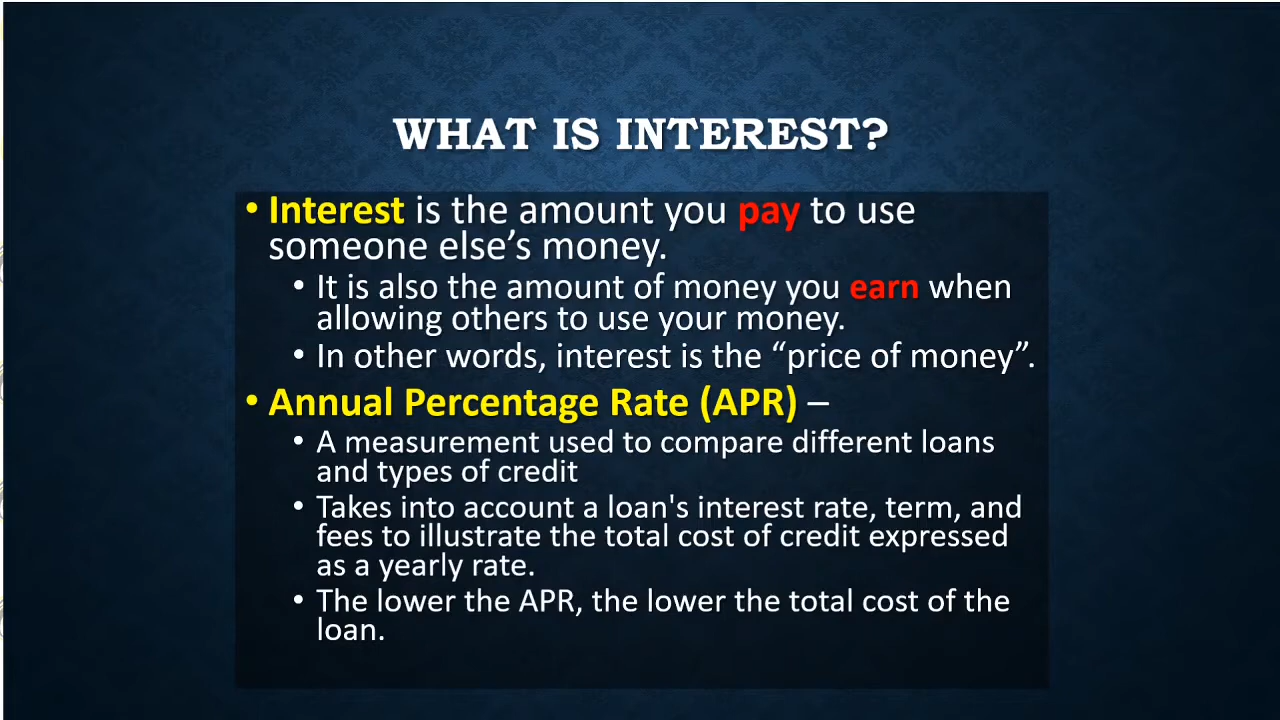 WHAT IS INTEREST?
• Interest is the amount you pay to use
someone else’s money.
• It is also the amount of money you earn when
allowing others to use your money.
• In other words, interest is the “price of money”.
• Annual Percentage Rate (APR) –
• A measurement used to compare different loans
and types of credit
• Takes into account a loan's interest rate, term, and
fees to illustrate the total cost of credit expressed
as a yearly rate.
• The lower the APR, the lower the total cost of the
loan.